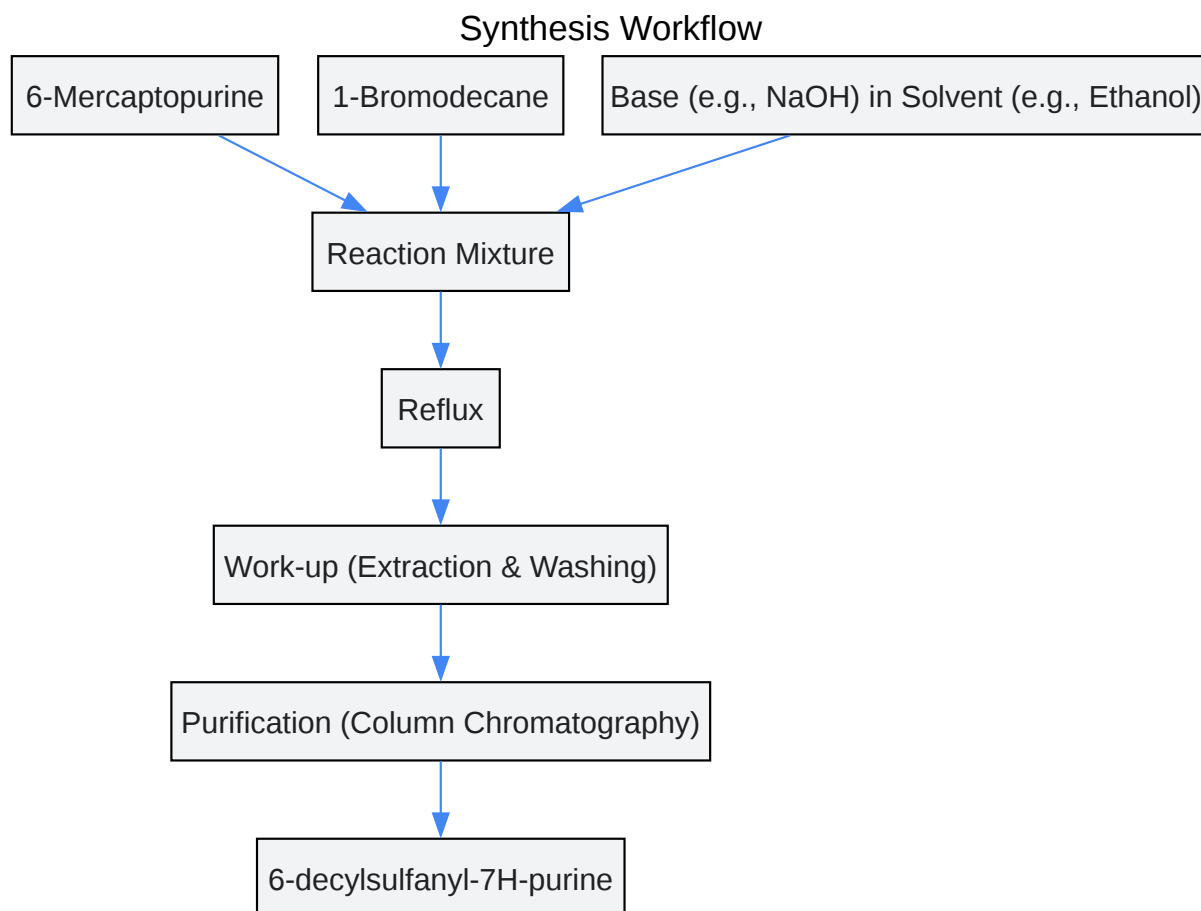 Synthesis Workflow
6-Mercaptopurine
1-Bromodecane
Base (e.g., NaOH) in Solvent (e.g., Ethanol)
Reaction Mixture
Reflux
Work-up (Extraction & Washing)
Purification (Column Chromatography)
6-decylsulfanyl-7H-purine